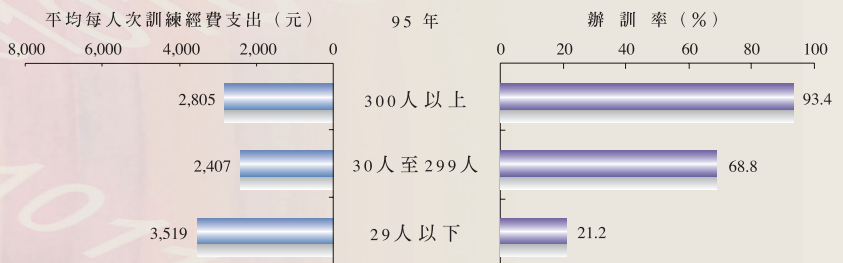 平均每人次訓練經費支出（元） 95 年 辦 訓 率（%）
8,000 6,000 4,000 2,000 0 0 20 40 60 80 100
2,805 300人以上 93.4
2,407 30人至299人 68.8
3,519 29人以下 21.2